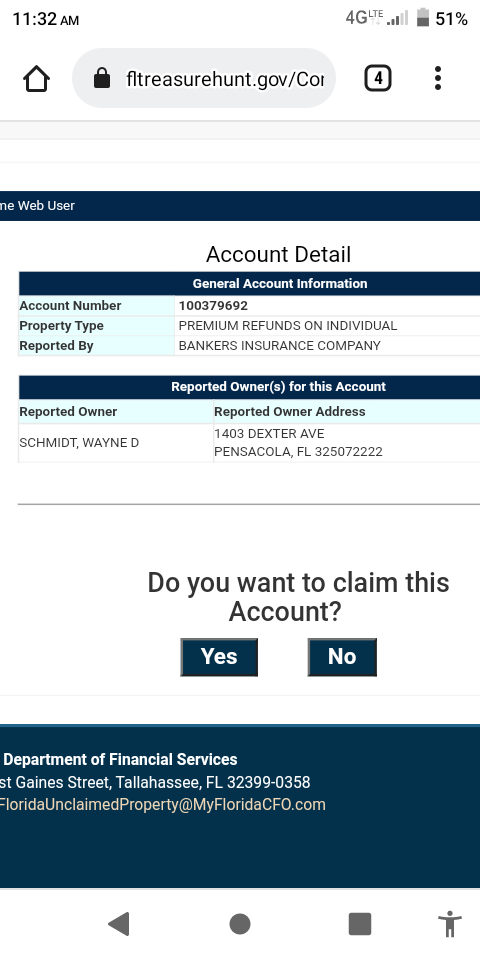 11:32 AM 4G LTE 51%
fltreasurehunt.gov/Cor 4
me Web User
Account Detail
General Account Information
Account Number 100379692
Property Type PREMIUM REFUNDS ON INDIVIDUAL
Reported By BANKERS INSURANCE COMPANY
Reported Owner(s) for this Account
Reported Owner Reported Owner Address
SCHMIDT, WAYNE D 1403 DEXTER AVE
PENSACOLA, FL 325072222
Do you want to claim this
Account?
Yes No
Department of Financial Services
st Gaines Street, Tallahassee, FL 32399-0358
FloridaUnclaimedProperty@MyFloridaCFO.com